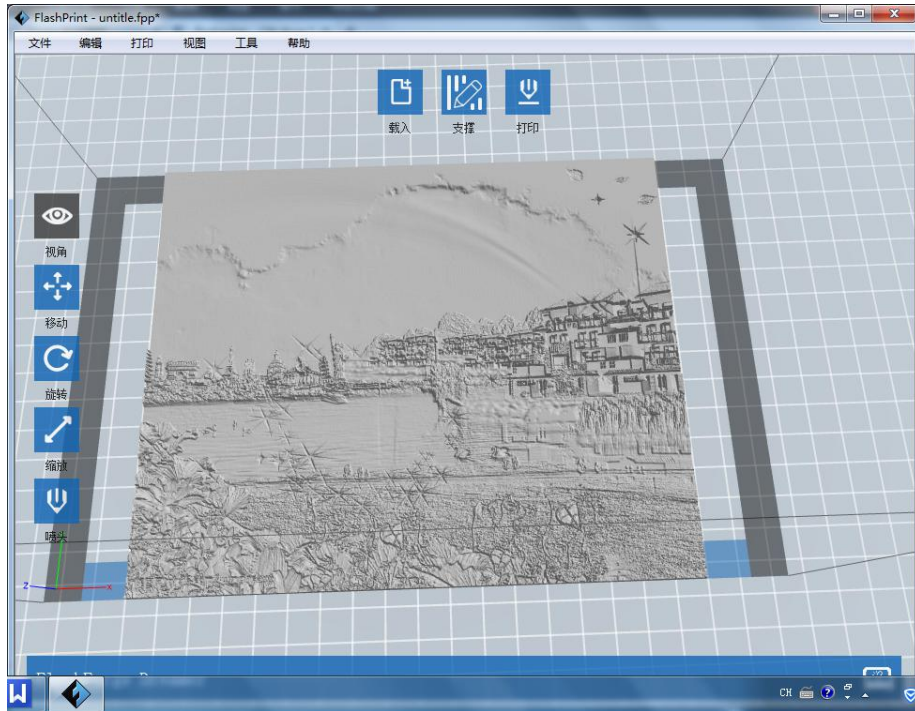 FlashPrint - untitle.fpp*
文件 编辑 打印 视图 工具 帮助
载入 支撑 打印
视角
移动
旋转
缩放
喷头
z x
CH